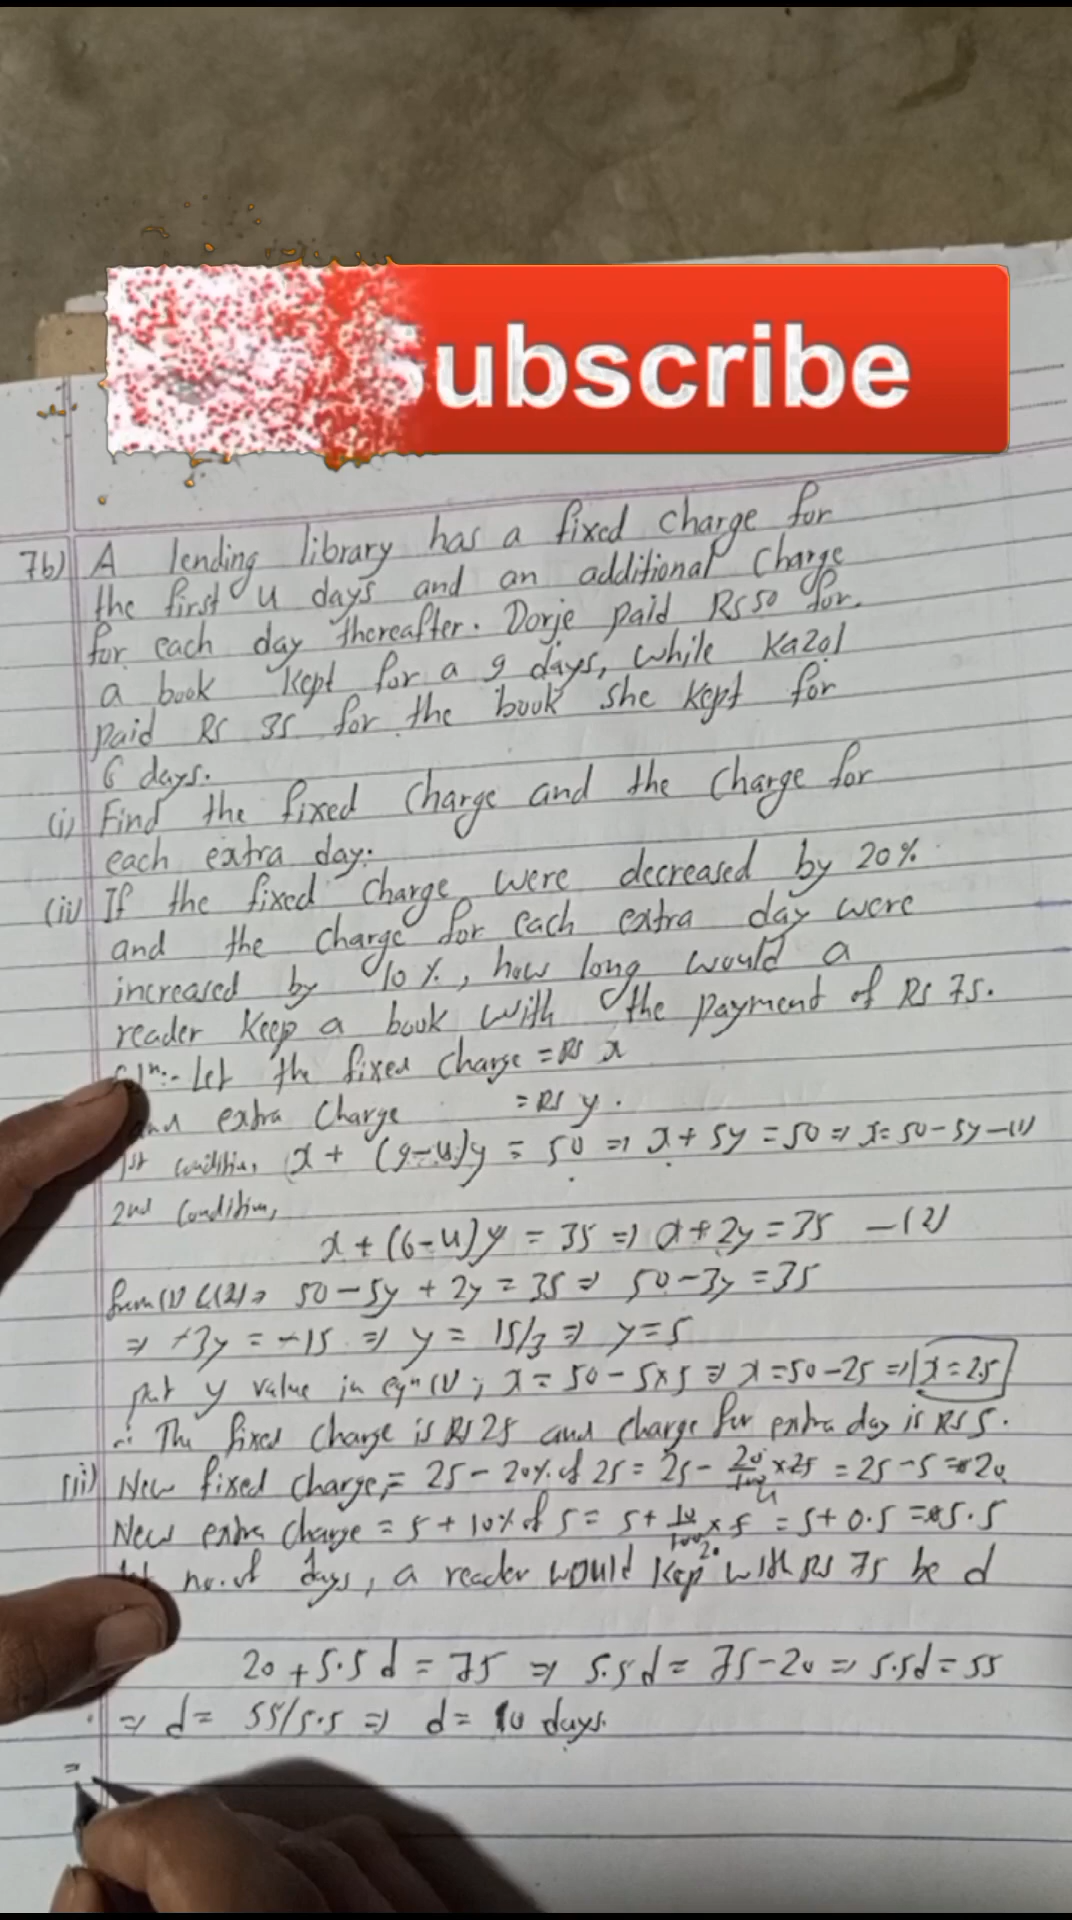 Subscribe
7b) A lending library has a fixed charge for
the first 4 days and an additional charge
for each day thereafter. Dorje paid Rs 50 for
a book kept for a 9 days, while Kazol
paid Rs 35 for the book she kept for
6 days.
(i) Find the fixed charge and the charge for
each extra day.
(ii) If the fixed charge were decreased by 20%
and the charge for each extra day were
increased by 10%, how long would a
reader keep a book with the payment of Rs 75.
Let the fixed charge = Rs x
and extra charge = Rs y.
1st condition, x + (9-4)y = 50 ⇒ x + 5y = 50 ⇒ x = 50 - 5y -(1)
2nd condition,
x + (6-4)y = 35 ⇒ x + 2y = 35 -(2)
from (1) & (2) ⇒ 50 - 5y + 2y = 35 ⇒ 50 - 3y = 35
⇒ -3y = -15 ⇒ y = 15/3 ⇒ y = 5
put y value in eqn (1), x = 50 - 5×5 ⇒ x = 50 - 25 ⇒ x = 25
∴ The fixed charge is Rs 25 and charge for extra day is Rs 5.
(ii) New fixed charge = 25 - 20% of 25 = 25 - 20/100 × 25 = 25 - 5 = 20
New extra charge = 5 + 10% of 5 = 5 + 10/100 × 5 = 5 + 0.5 = 5.5
no. of days, a reader would kep with Rs 75 be d
20 + 5.5d = 75 ⇒ 5.5d = 75 - 20 ⇒ 5.5d = 55
⇒ d = 55/5.5 ⇒ d = 10 days.
=